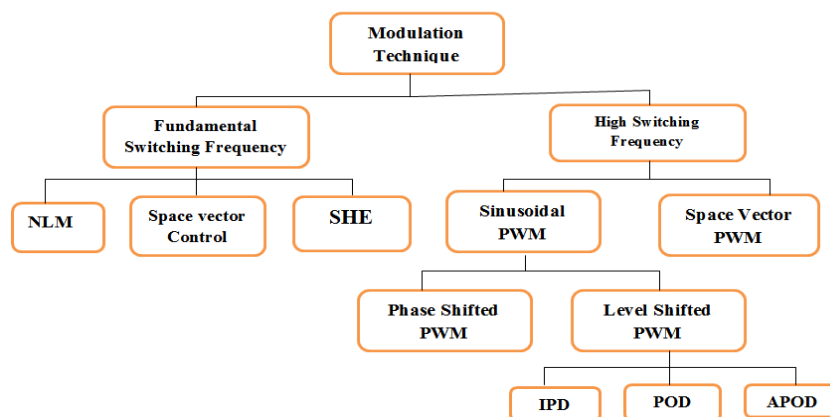 Modulation
Technique
Fundamental
Switching Frequency
High Switching
Frequency
NLM
Space vector
Control
SHE
Sinusoidal
PWM
Space Vector
PWM
Phase Shifted
PWM
Level Shifted
PWM
IPD
POD
APOD